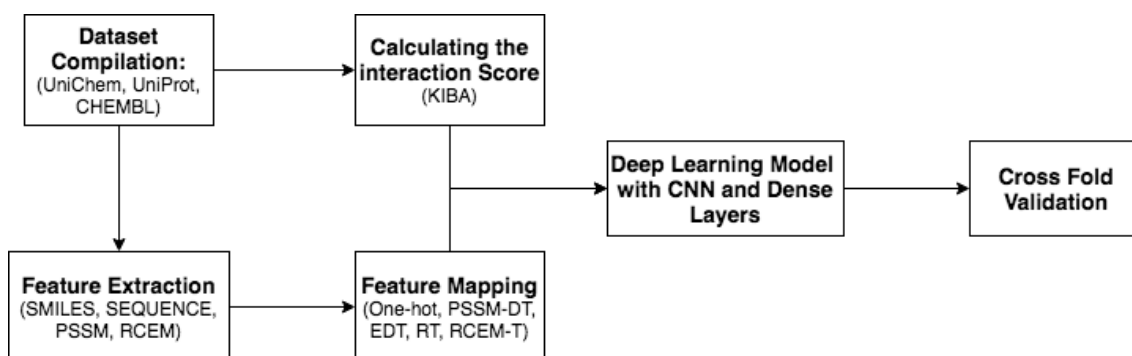 Dataset
Compilation:
(UniChem, UniProt,
CHEMBL)
Calculating the
interaction Score
(KIBA)
Deep Learning Model
with CNN and Dense
Layers
Cross Fold
Validation
Feature Extraction
(SMILES, SEQUENCE,
PSSM, RCEM)
Feature Mapping
(One-hot, PSSM-DT,
EDT, RT, RCEM-T)